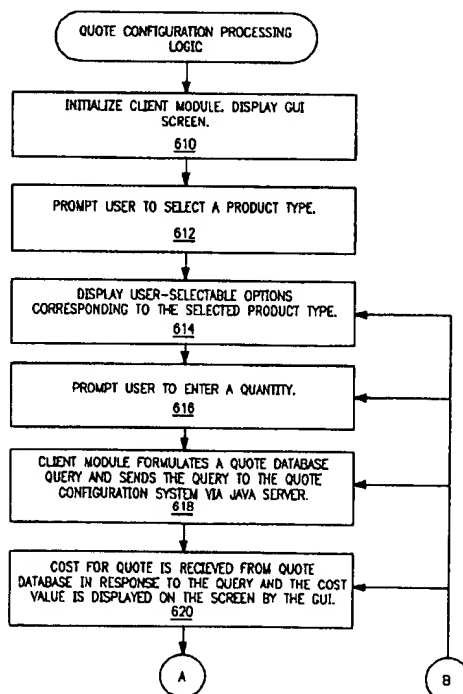 QUOTE CONFIGURATION PROCESSING
LOGIC
INITIALIZE CLIENT MODULE. DISPLAY GUI
SCREEN.
610
PROMPT USER TO SELECT A PRODUCT TYPE.
612
DISPLAY USER-SELECTABLE OPTIONS
CORRESPONDING TO THE SELECTED PRODUCT TYPE.
614
PROMPT USER TO ENTER A QUANTITY.
616
CLIENT MODULE FORMULATES A QUOTE DATABASE
QUERY AND SENDS THE QUERY TO THE QUOTE
CONFIGURATION SYSTEM VIA JAVA SERVER.
618
COST FOR QUOTE IS RECIEVED FROM QUOTE
DATABASE IN RESPONSE TO THE QUERY AND THE COST
VALUE IS DISPLAYED ON THE SCREEN BY THE GUI.
620
A
B